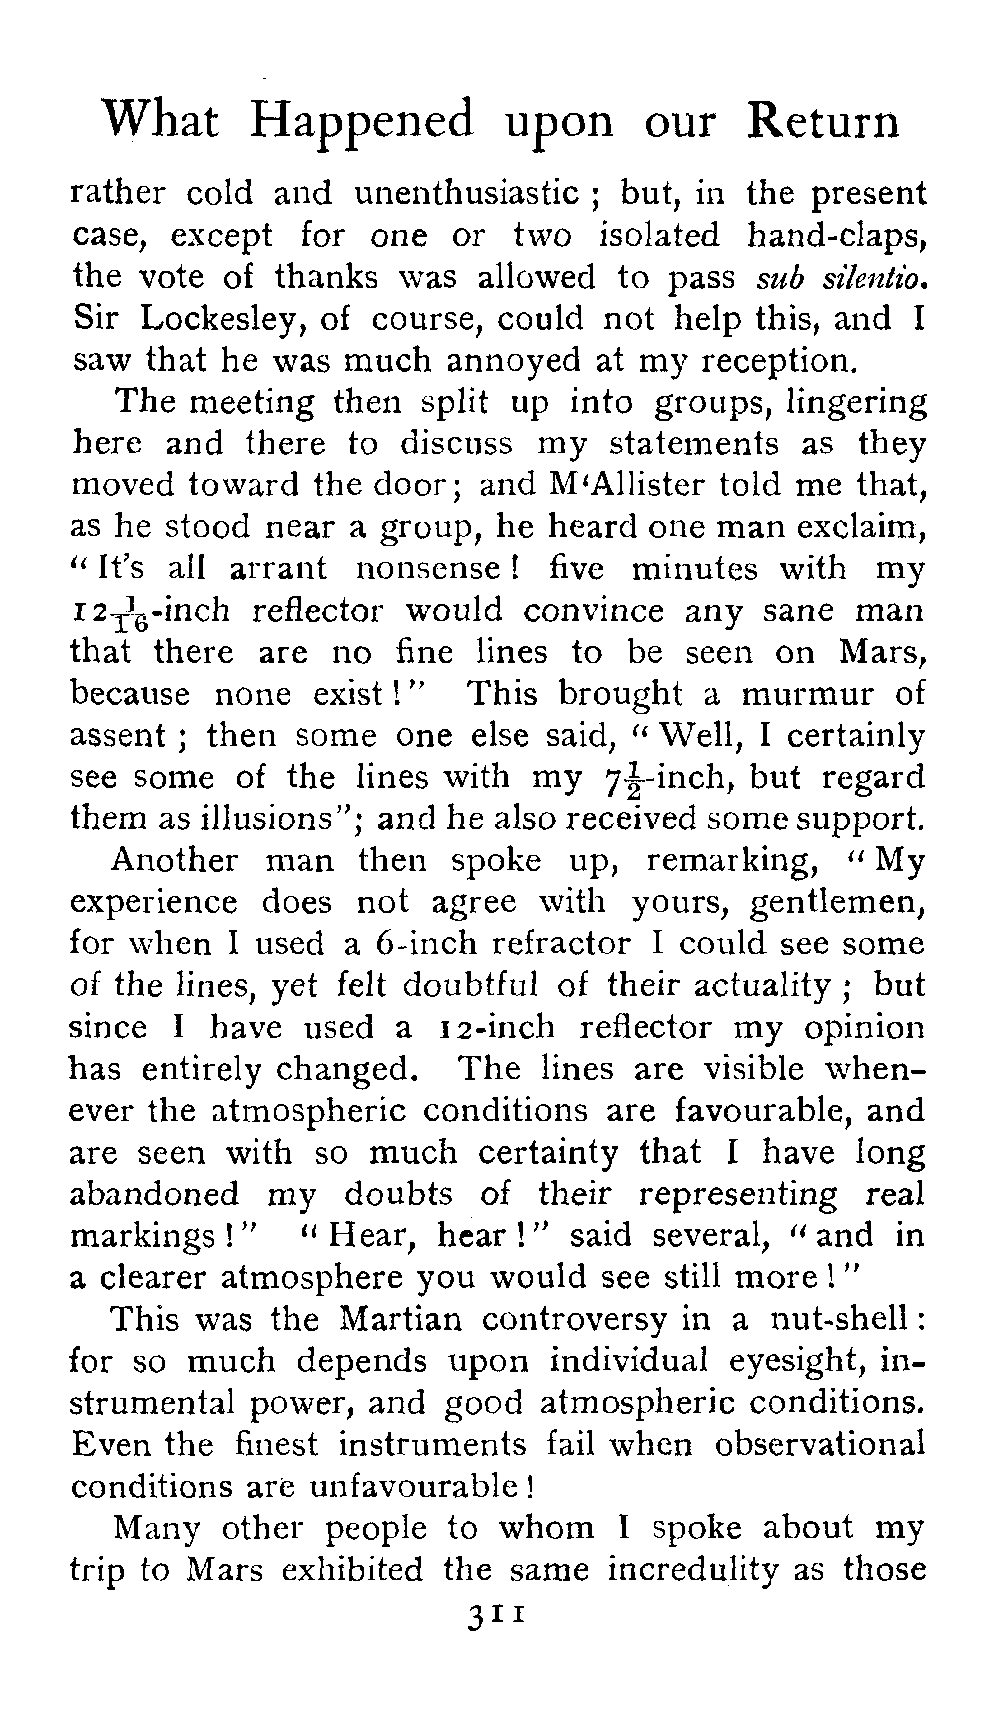 What Happened upon our Return
rather cold and unenthusiastic ; but, in the present
case, except for one or two isolated hand-claps,
the vote of thanks was allowed to pass sub silentio.
Sir Lockesley, of course, could not help this, and I
saw that he was much annoyed at my reception.
The meeting then split up into groups, lingering
here and there to discuss my statements as they
moved toward the door; and M‘Allister told me that,
as he stood near a group, he heard one man exclaim,
“ It’s all arrant nonsense ! five minutes with my
12 1/16-inch reflector would convince any sane man
that there are no fine lines to be seen on Mars,
because none exist ! ” This brought a murmur of
assent ; then some one else said, “ Well, I certainly
see some of the lines with my 7½-inch, but regard
them as illusions”; and he also received some support.
Another man then spoke up, remarking, “ My
experience does not agree with yours, gentlemen,
for when I used a 6-inch refractor I could see some
of the lines, yet felt doubtful of their actuality ; but
since I have used a 12-inch reflector my opinion
has entirely changed. The lines are visible when-
ever the atmospheric conditions are favourable, and
are seen with so much certainty that I have long
abandoned my doubts of their representing real
markings ! ” “ Hear, hear ! ” said several, “ and in
a clearer atmosphere you would see still more ! ”
This was the Martian controversy in a nut-shell :
for so much depends upon individual eyesight, in-
strumental power, and good atmospheric conditions.
Even the finest instruments fail when observational
conditions are unfavourable !
Many other people to whom I spoke about my
trip to Mars exhibited the same incredulity as those
311